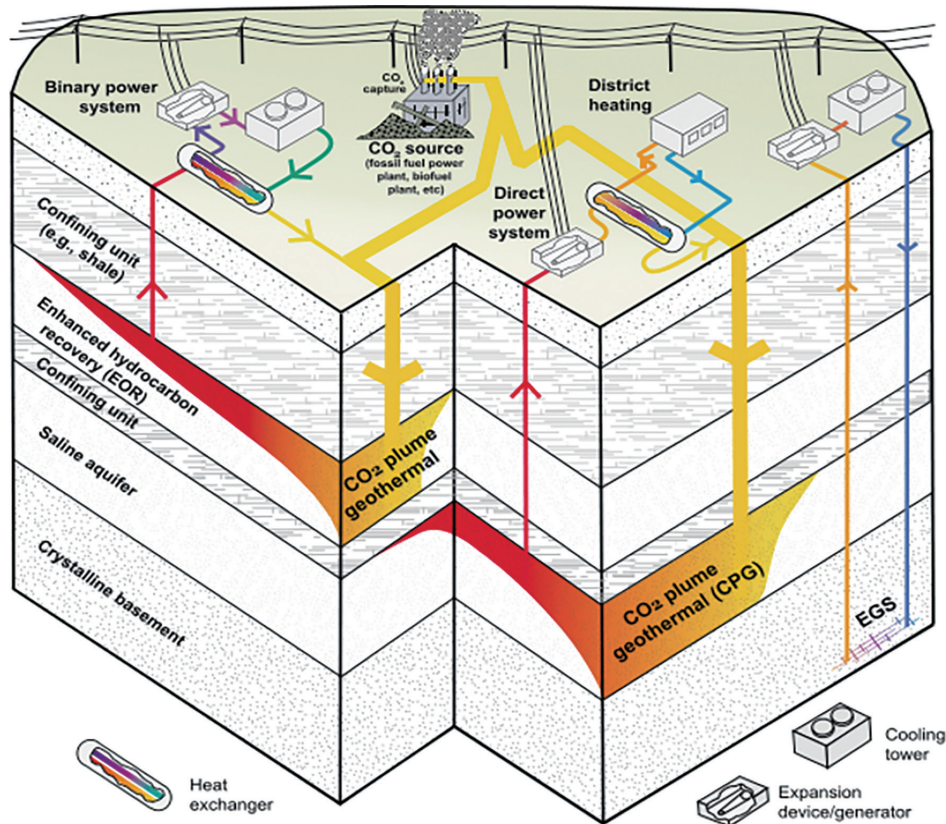 Binary power
system
CO₂
capture
CO₂ source
(fossil fuel power
plant, biofuel
plant, etc)
District
heating
Direct
power
system
Confining unit
(e.g., shale)
Enhanced hydrocarbon
recovery (EOR)
Confining unit
Saline aquifer
Crystalline basement
CO₂ plume
geothermal
CO₂ plume
geothermal (CPG)
EGS
Heat
exchanger
Cooling
tower
Expansion
device/generator